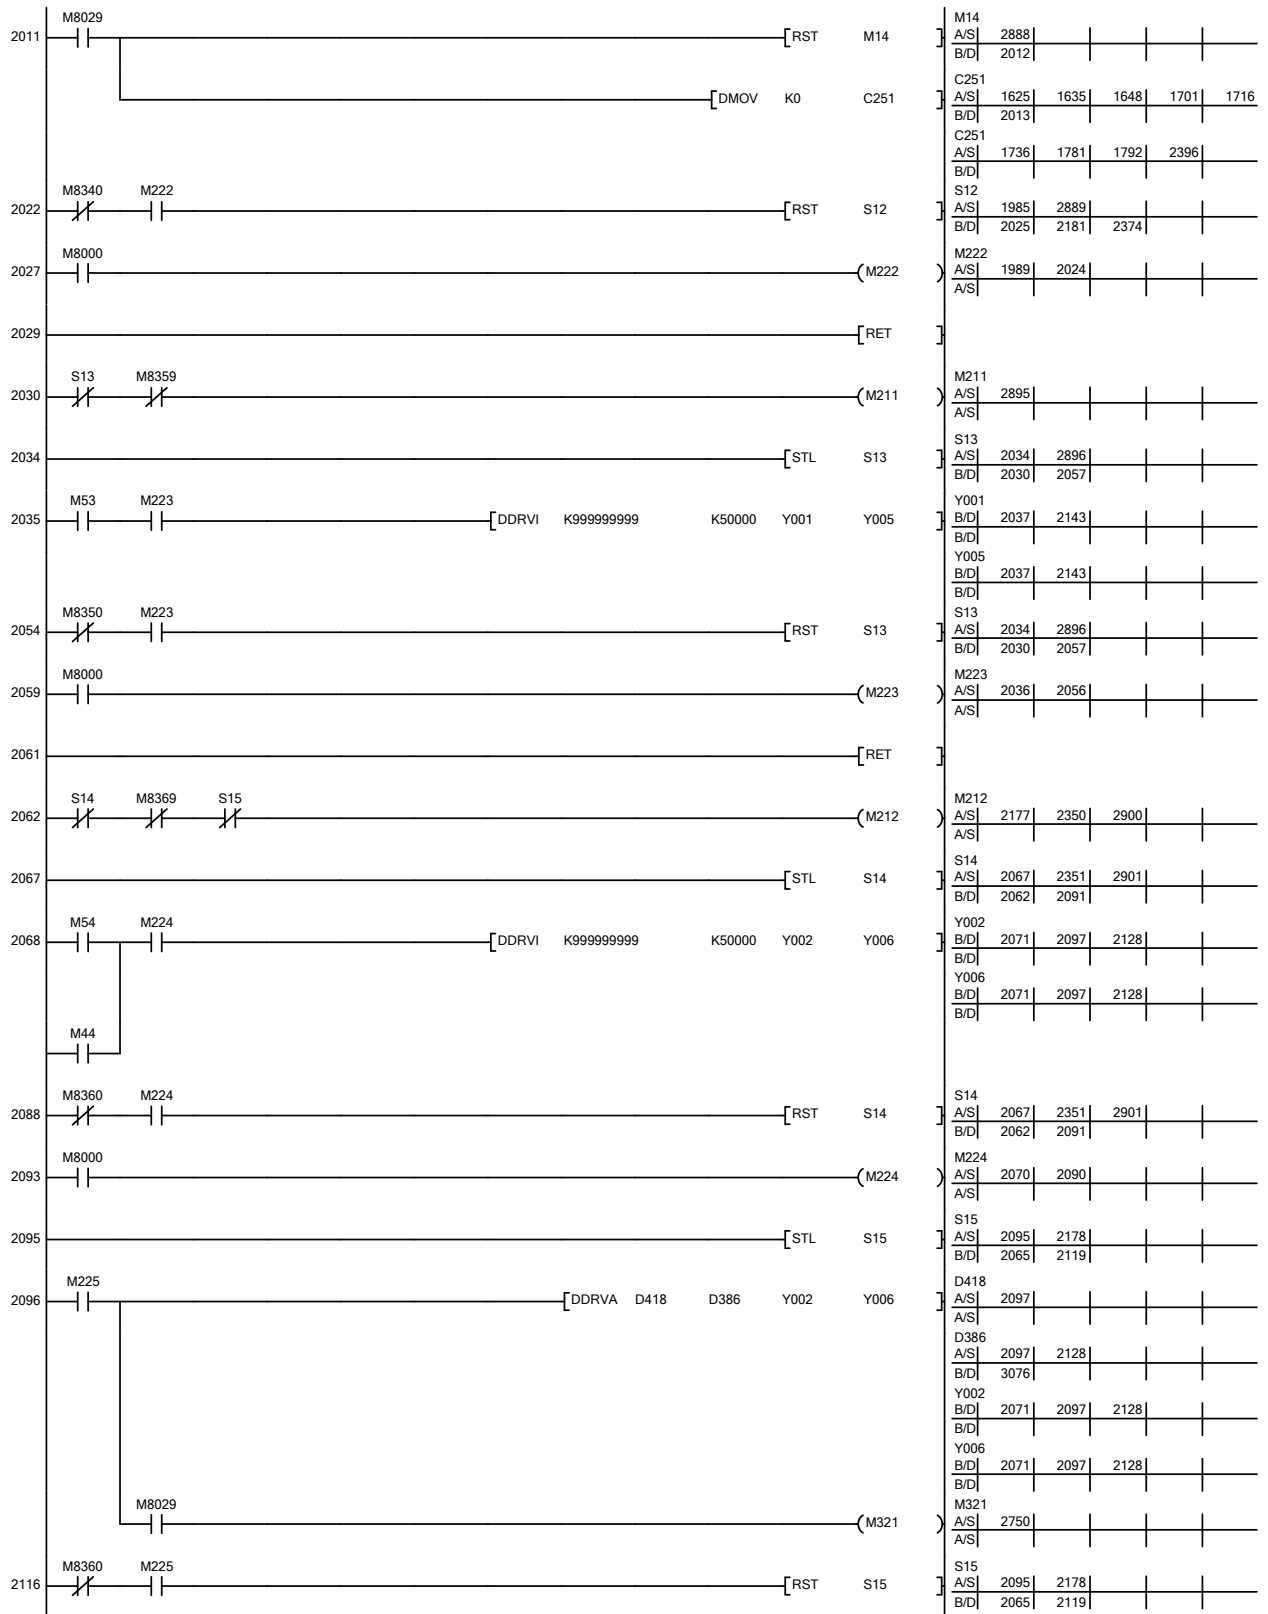 M8029
2011 [RST M14 ]
M14
A/S 2888
B/D 2012
[DMOV K0 C251 ]
C251
A/S 1625 1635 1648 1701 1716
B/D 2013
C251
A/S 1736 1781 1792 2396
B/D
M8340 M222
2022 [RST S12 ]
S12
A/S 1985 2889
B/D 2025 2181 2374
M8000
2027 (M222 )
M222
A/S 1989 2024
A/S
2029 [RET ]
S13 M8359
2030 (M211 )
M211
A/S 2895
A/S
2034 [STL S13 ]
S13
A/S 2034 2896
B/D 2030 2057
M53 M223
2035 [DDRVI K999999999 K50000 Y001 Y005 ]
Y001
B/D 2037 2143
B/D
Y005
B/D 2037 2143
B/D
M8350 M223
2054 [RST S13 ]
S13
A/S 2034 2896
B/D 2030 2057
M8000
2059 (M223 )
M223
A/S 2036 2056
A/S
2061 [RET ]
S14 M8369 S15
2062 (M212 )
M212
A/S 2177 2350 2900
A/S
2067 [STL S14 ]
S14
A/S 2067 2351 2901
B/D 2062 2091
M54 M224
2068 [DDRVI K999999999 K50000 Y002 Y006 ]
Y002
B/D 2071 2097 2128
B/D
Y006
B/D 2071 2097 2128
B/D
M44
M8360 M224
2088 [RST S14 ]
S14
A/S 2067 2351 2901
B/D 2062 2091
M8000
2093 (M224 )
M224
A/S 2070 2090
A/S
2095 [STL S15 ]
S15
A/S 2095 2178
B/D 2065 2119
M225
2096 [DDRVA D418 D386 Y002 Y006 ]
D418
A/S 2097
A/S
D386
A/S 2097 2128
B/D 3076
Y002
B/D 2071 2097 2128
B/D
Y006
B/D 2071 2097 2128
B/D
M8029
(M321 )
M321
A/S 2750
A/S
M8360 M225
2116 [RST S15 ]
S15
A/S 2095 2178
B/D 2065 2119